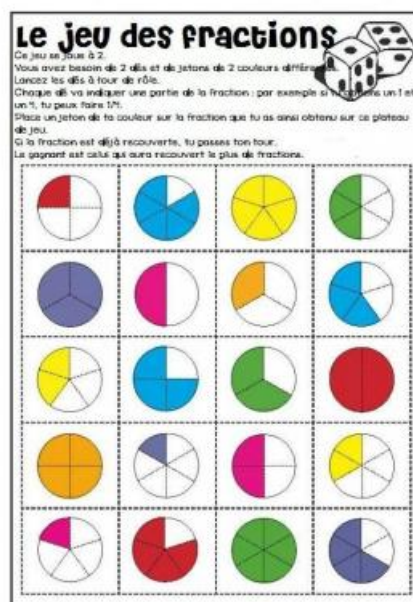 Le jeu des fractions
Ce jeu se joue à 2.
Vous avez besoin de 2 dés et de jetons de 2 couleurs
Lancez les dés à tour de rôle.
Chaque dé va indiquer une partie de la fraction : par exemple si tu obtiens un 1 et
un 4, tu peux faire 1/4.
Place un jeton de ta couleur sur la fraction que tu as ainsi obtenu sur ce plateau
de jeu.
Si la fraction est déjà recouverte, tu passes ton tour.
Le gagnant est celui qui aura recouvert le plus de fractions.